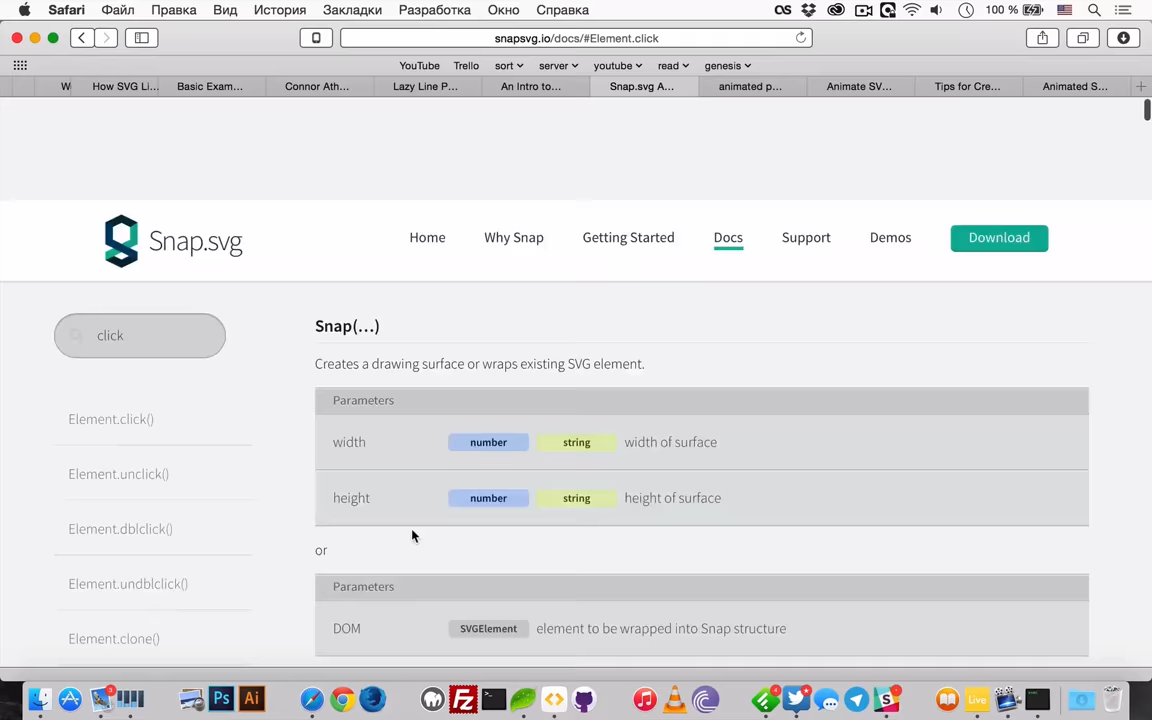 Safari Файл Правка Вид История Закладки Разработка Окно Справка 100 %
snapsvg.io/docs/#Element.click
YouTube Trello sort server youtube read genesis
W How SVG Li... Basic Exam... Connor Ath... Lazy Line P... An Intro to... Snap.svg A... animated p... Animate SV... Tips for Cre... Animated S...
Snap.svg Home Why Snap Getting Started Docs Support Demos Download
click
Snap(...)
Creates a drawing surface or wraps existing SVG element.
Parameters
Element.click()
width number string width of surface
Element.unclick()
height number string height of surface
Element.dblclick()
or
Element.undblclick()
Parameters
DOM SVGElement element to be wrapped into Snap structure
Element.clone()
Ps Ai Fz Live